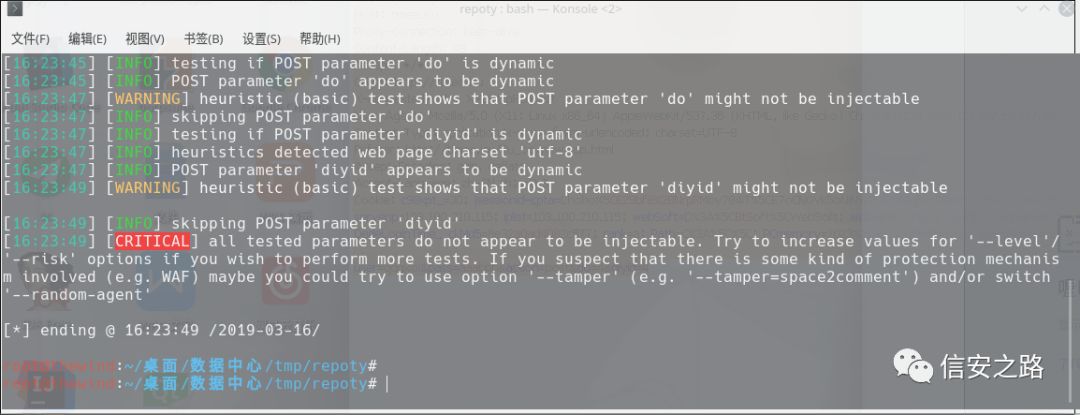 repoty : bash — Konsole <2>
文件(F) 编辑(E) 视图(V) 书签(B) 设置(S) 帮助(H)
[16:23:45] [INFO] testing if POST parameter 'do' is dynamic
[16:23:45] [INFO] POST parameter 'do' appears to be dynamic
[16:23:47] [WARNING] heuristic (basic) test shows that POST parameter 'do' might not be injectable
[16:23:47] [INFO] skipping POST parameter 'do'
[16:23:47] [INFO] testing if POST parameter 'diyid' is dynamic
[16:23:47] [INFO] heuristics detected web page charset 'utf-8'
[16:23:47] [INFO] POST parameter 'diyid' appears to be dynamic
[16:23:49] [WARNING] heuristic (basic) test shows that POST parameter 'diyid' might not be injectable
[16:23:49] [INFO] skipping POST parameter 'diyid'
[16:23:49] [CRITICAL] all tested parameters do not appear to be injectable. Try to increase values for '--level'/
'--risk' options if you wish to perform more tests. If you suspect that there is some kind of protection mechanis
m involved (e.g. WAF) maybe you could try to use option '--tamper' (e.g. '--tamper=space2comment') and/or switch
'--random-agent'
[*] ending @ 16:23:49 /2019-03-16/
:~/桌面/数据中心/tmp/repoty#
:~/桌面/数据中心/tmp/repoty#
信安之路